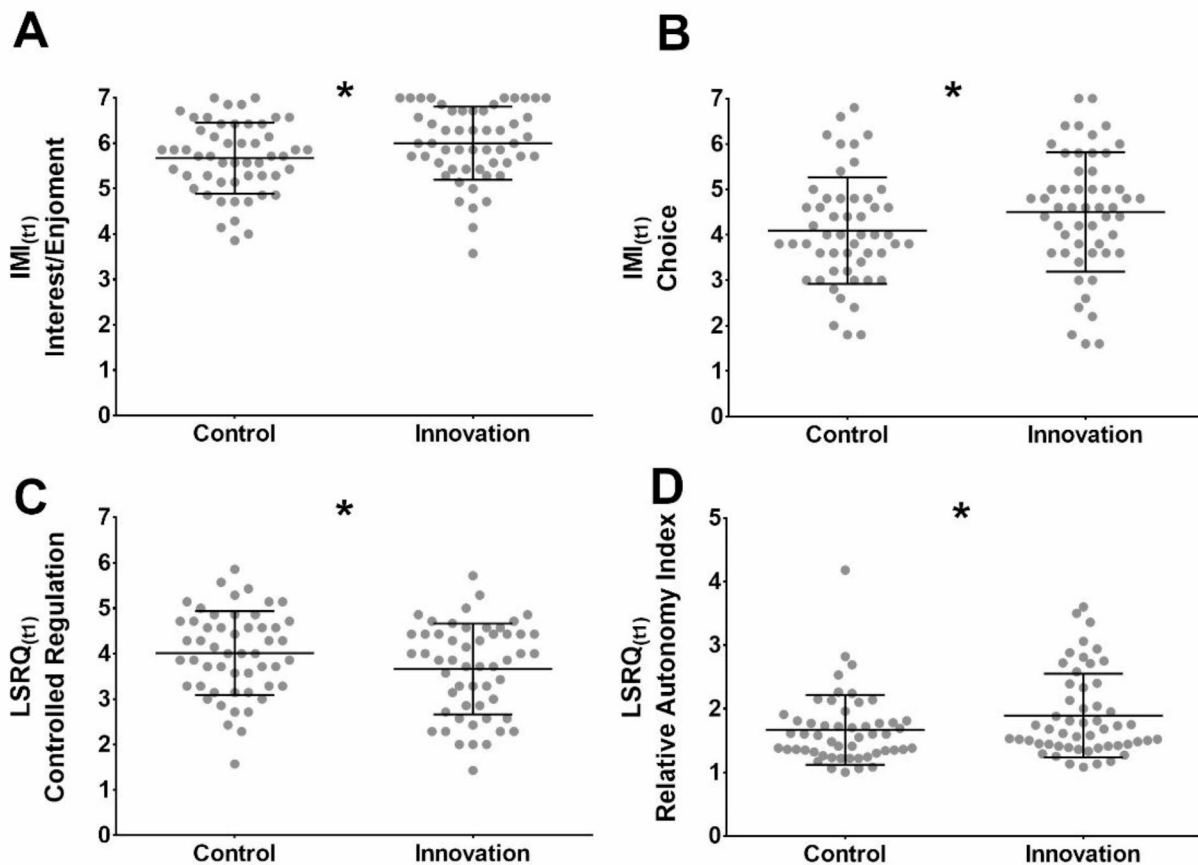 A
*
IMI(t1)
Interest/Enjoment
7
6
5
4
3
2
1
0
Control Innovation
B
*
IMI(t1)
Choice
7
6
5
4
3
2
1
0
Control Innovation
C
*
LSRQ(t1)
Controlled Regulation
7
6
5
4
3
2
1
0
Control Innovation
D
*
LSRQ(t1)
Relative Autonomy Index
5
4
3
2
1
0
Control Innovation